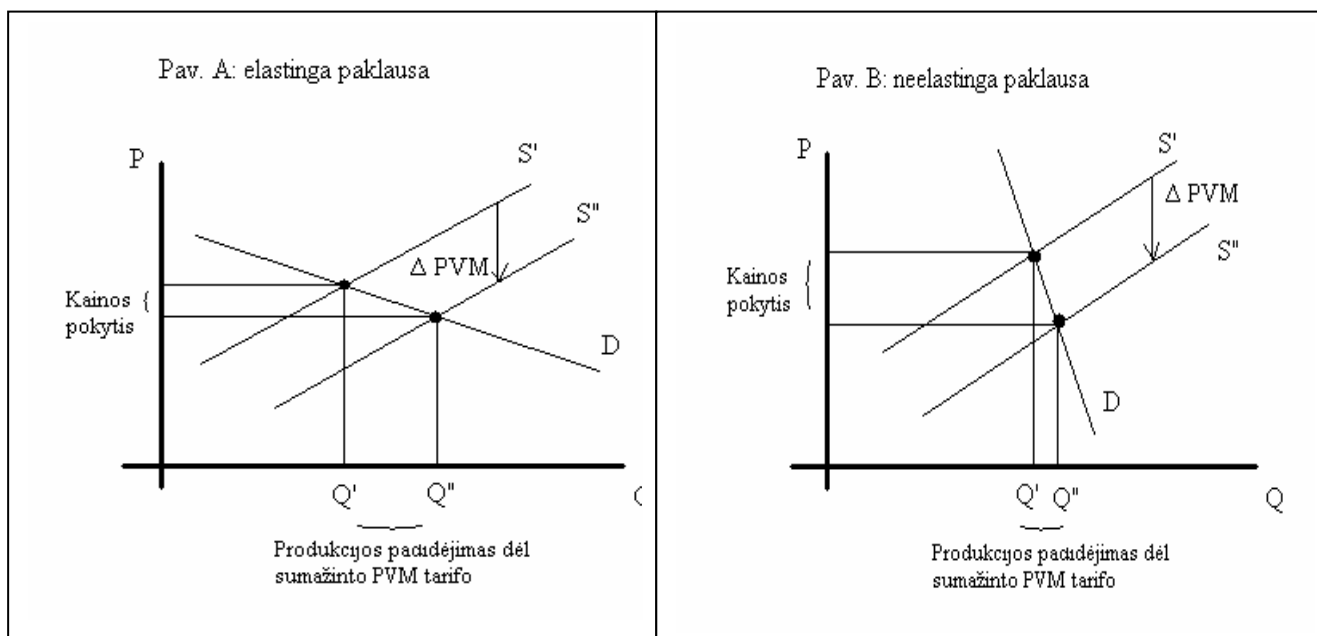 Pav. A: elastinga paklausa
P
S'
S"
Δ PVM
Kainos
pokytis
D
Q'
Q"
Produkcijos padidėjimas dėl
sumažinto PVM tarifo
Pav. B: neelastinga paklausa
P
S'
Δ PVM
S"
Kainos
pokytis
D
Q'
Q"
Q
Produkcijos padidėjimas dėl
sumažinto PVM tarifo